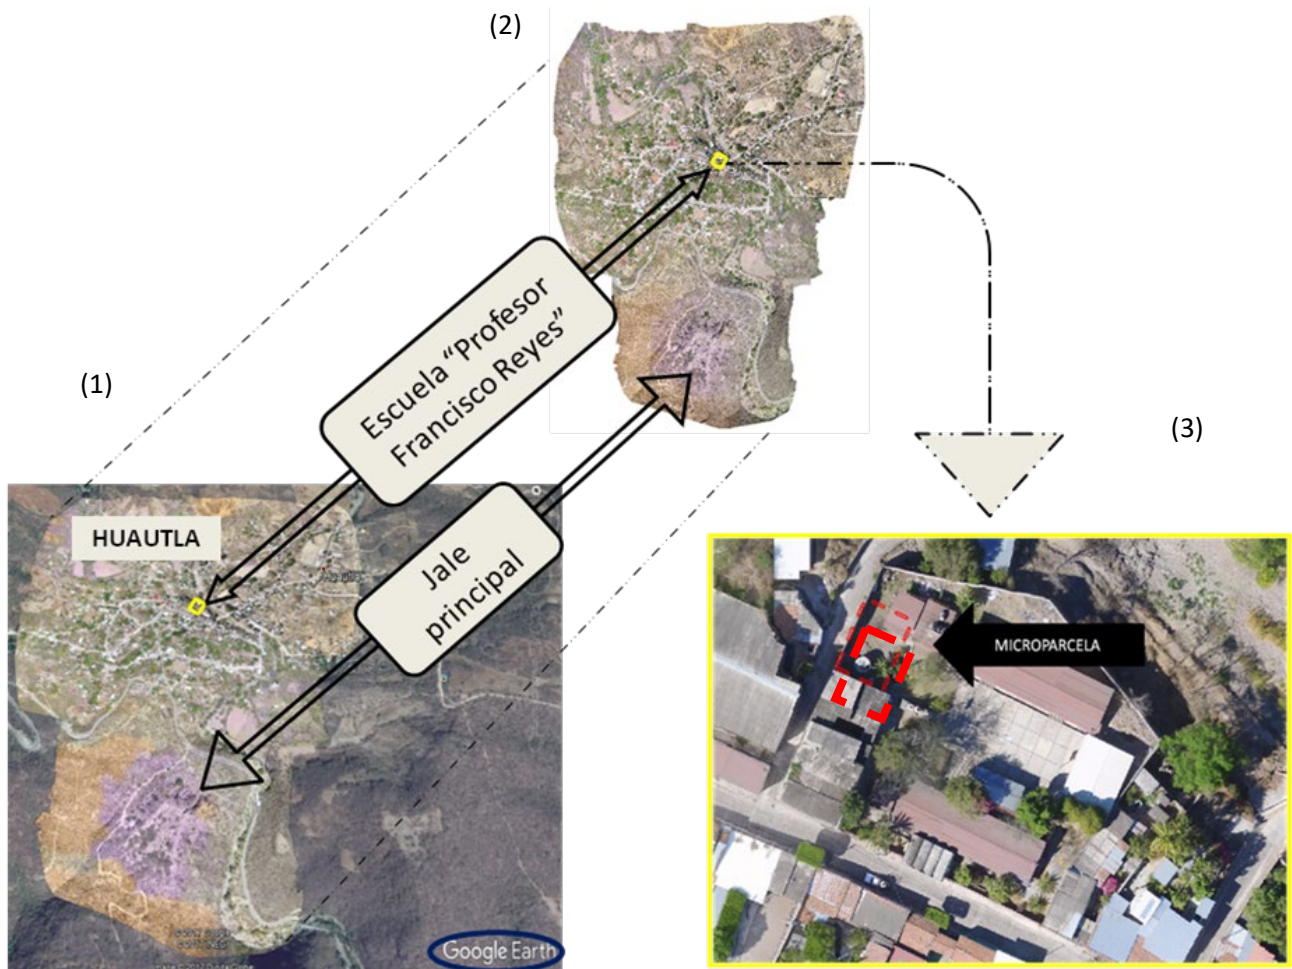 (2)
(1)
Escuela “Profesor
Francisco Reyes”
(3)
HUAUTLA
Jale
principal
MICROPARCELA
Google Earth